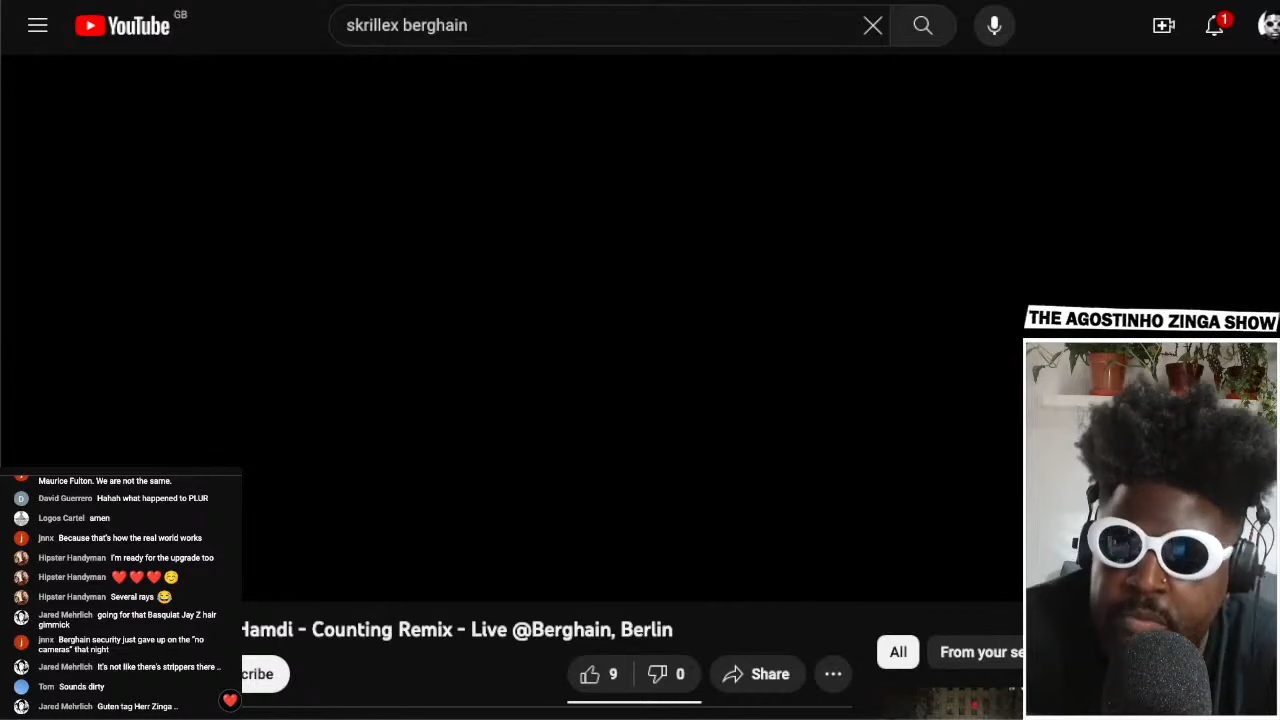 YouTube GB
skrillex berghain
1
THE AGOSTINHO ZINGA SHOW
Maurice Fulton. We are not the same.
D David Guerrero Hahah what happened to PLUR
Logos Cartel amen
j jnnx Because that's how the real world works
Hipster Handyman I'm ready for the upgrade too
Hipster Handyman ❤️❤️❤️😊
Hipster Handyman Several rays 😂
Jared Mehrlich going for that Basquiat Jay Z hair
gimmick
j jnnx Berghain security just gave up on the "no
cameras" that night
Jared Mehrlich It's not like there's strippers there ..
Tom Sounds dirty
Jared Mehrlich Guten tag Herr Zinga ..
Hamdi - Counting Remix - Live @Berghain, Berlin
cribe
9
0
Share
All
From your se